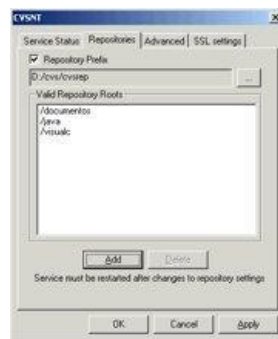 CVSNT
Service Status Repositories Advanced SSL settings
Repository Prefix
D:/cvs/cvsrep
...
Valid Repository Roots
/documentos
/java
/visualc
Add Delete
Service must be restarted after changes to repository settings
OK Cancel Apply